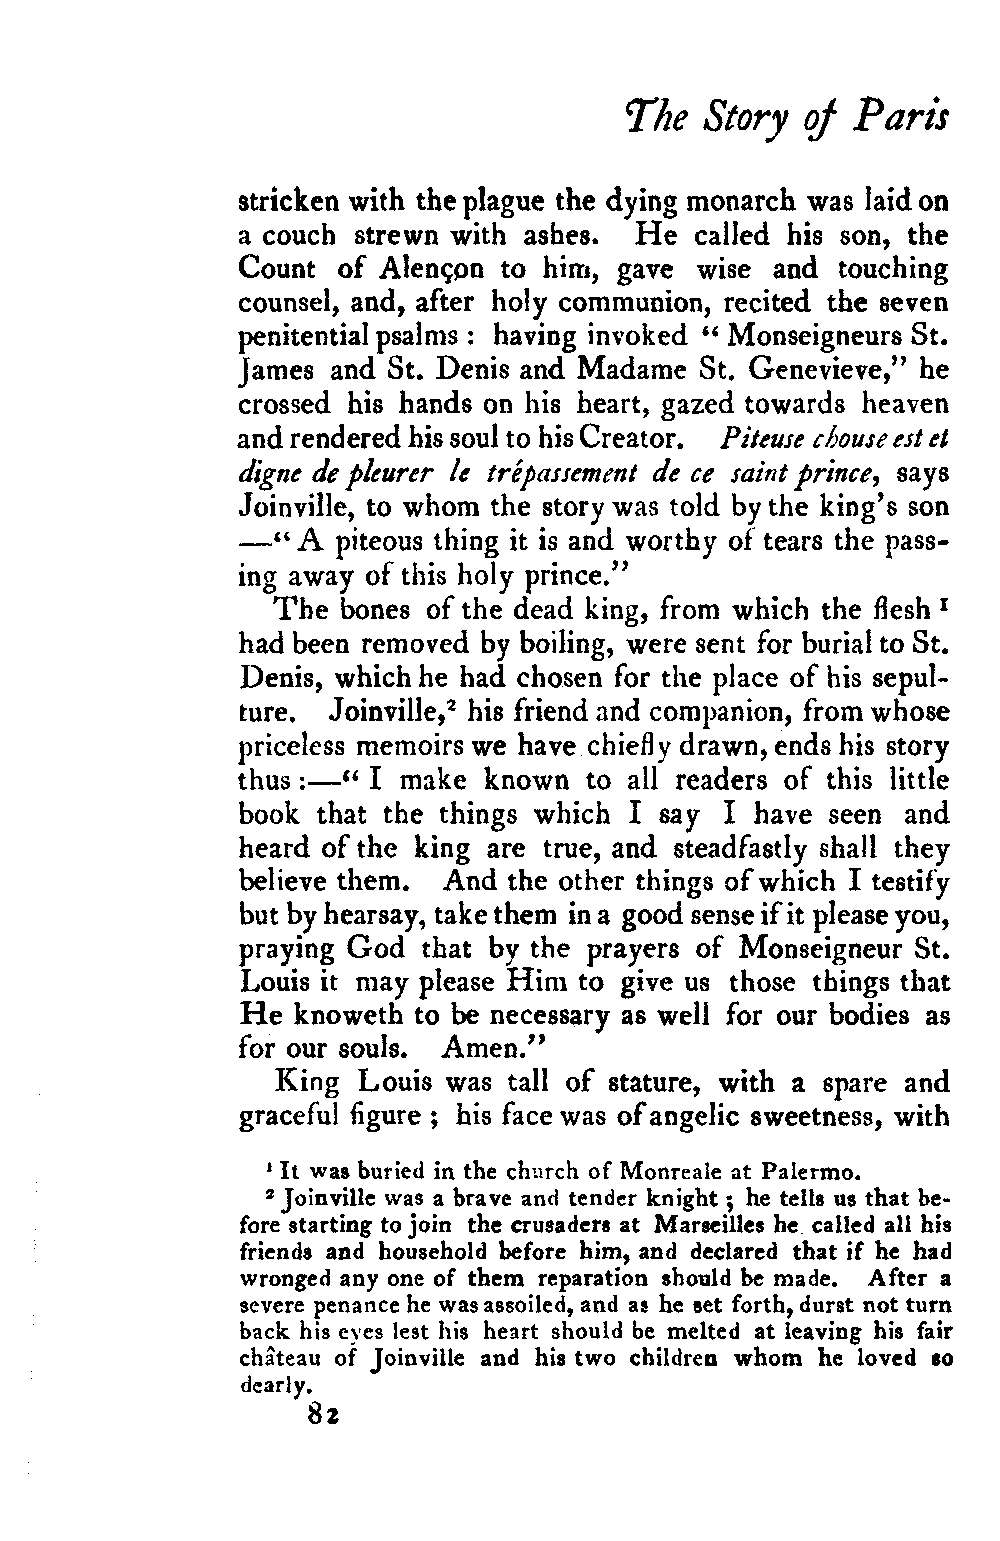 The Story of Paris
stricken with the plague the dying monarch was laid on
a couch strewn with ashes. He called his son, the
Count of Alençon to him, gave wise and touching
counsel, and, after holy communion, recited the seven
penitential psalms : having invoked “ Monseigneurs St.
James and St. Denis and Madame St. Genevieve,” he
crossed his hands on his heart, gazed towards heaven
and rendered his soul to his Creator. Piteuse chouse est et
digne de pleurer le trépassement de ce saint prince, says
Joinville, to whom the story was told by the king’s son
—“ A piteous thing it is and worthy of tears the pass-
ing away of this holy prince.”
The bones of the dead king, from which the flesh ¹
had been removed by boiling, were sent for burial to St.
Denis, which he had chosen for the place of his sepul-
ture. Joinville,² his friend and companion, from whose
priceless memoirs we have chiefly drawn, ends his story
thus :—“ I make known to all readers of this little
book that the things which I say I have seen and
heard of the king are true, and steadfastly shall they
believe them. And the other things of which I testify
but by hearsay, take them in a good sense if it please you,
praying God that by the prayers of Monseigneur St.
Louis it may please Him to give us those things that
He knoweth to be necessary as well for our bodies as
for our souls. Amen.”
King Louis was tall of stature, with a spare and
graceful figure ; his face was of angelic sweetness, with
¹ It was buried in the church of Monreale at Palermo.
² Joinville was a brave and tender knight ; he tells us that be-
fore starting to join the crusaders at Marseilles he called all his
friends and household before him, and declared that if he had
wronged any one of them reparation should be made. After a
severe penance he was assoiled, and as he set forth, durst not turn
back his eyes lest his heart should be melted at leaving his fair
château of Joinville and his two children whom he loved so
dearly.
82